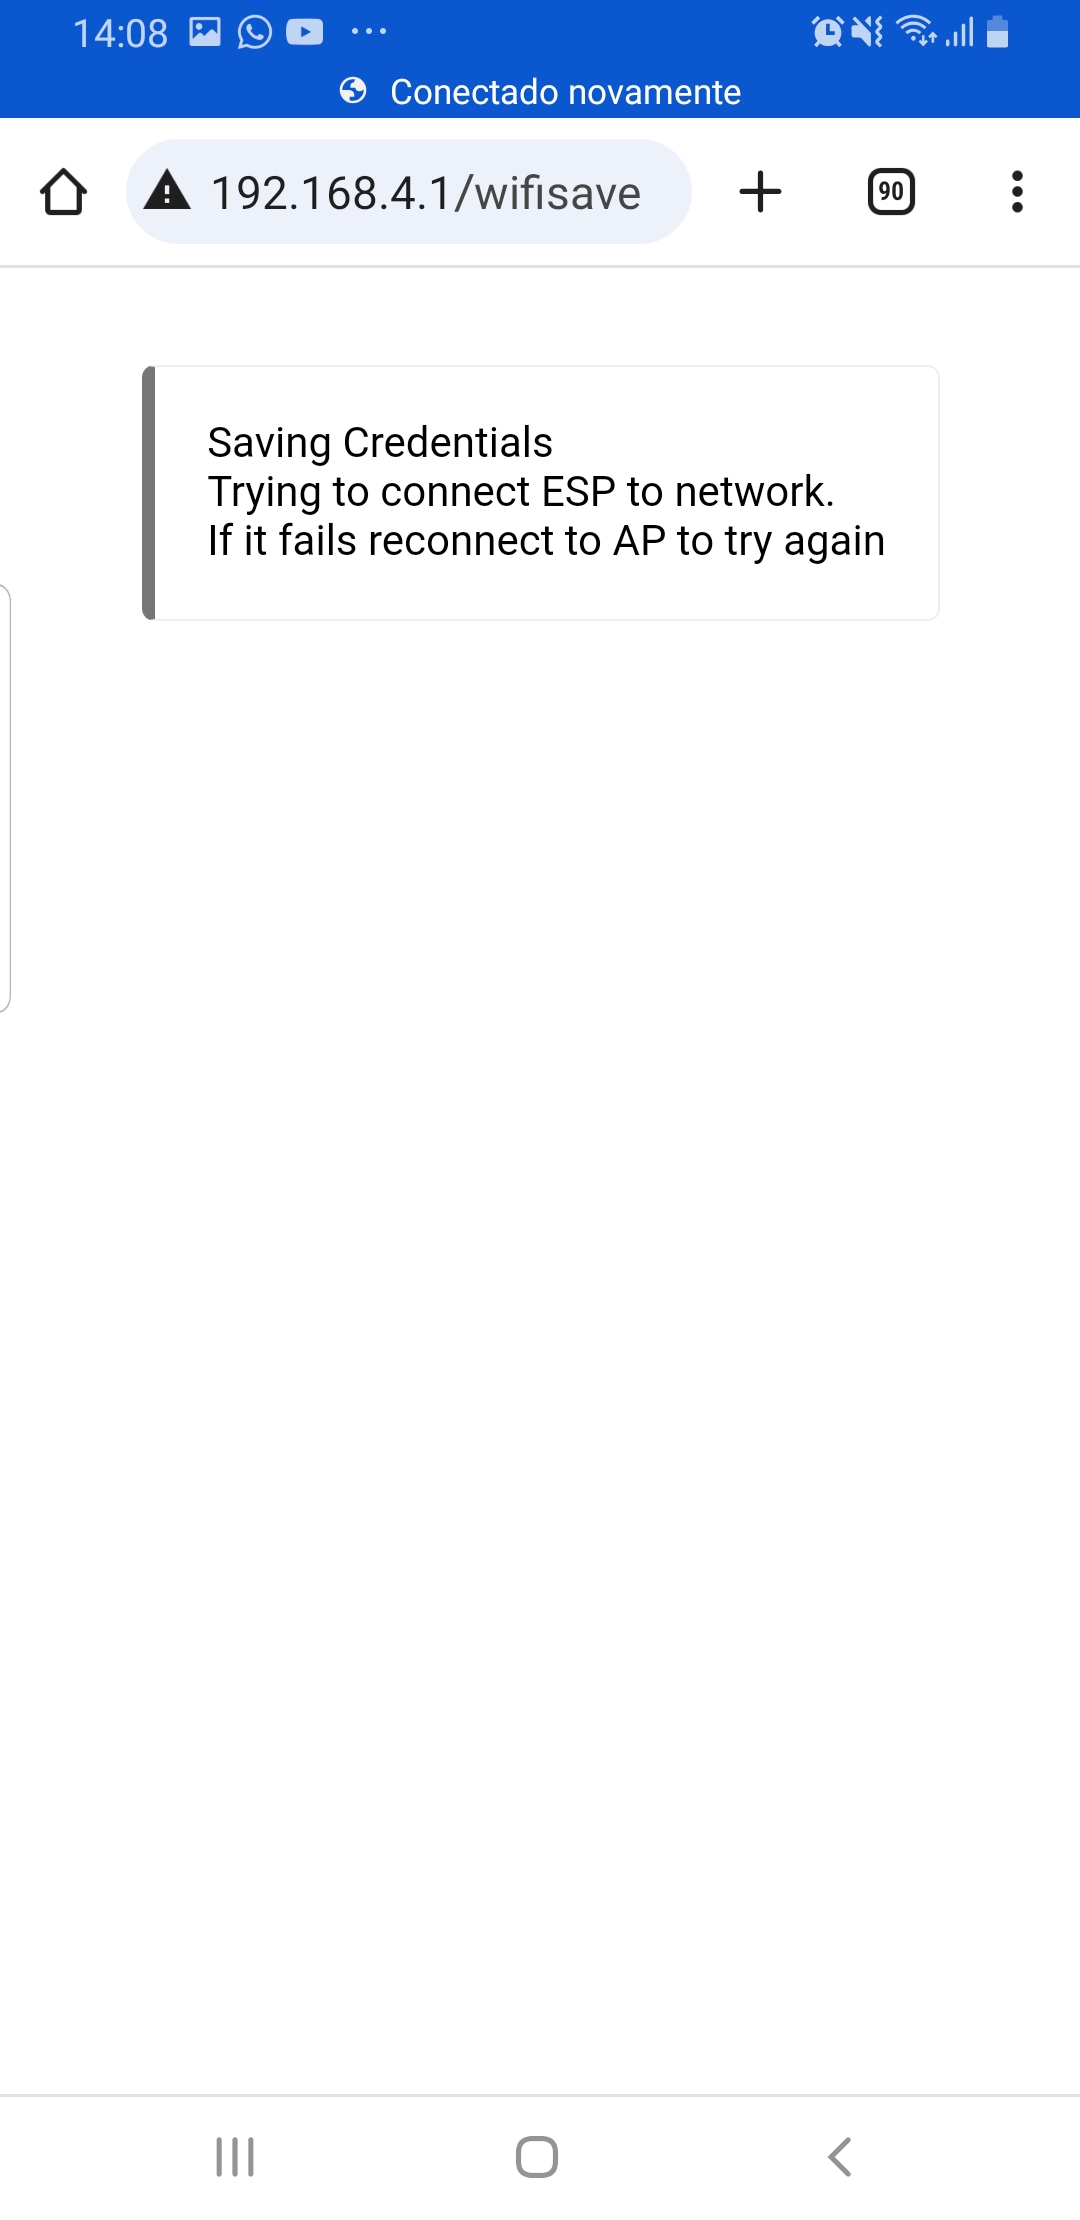 14:08
Conectado novamente
192.168.4.1/wifisave
90
Saving Credentials
Trying to connect ESP to network.
If it fails reconnect to AP to try again